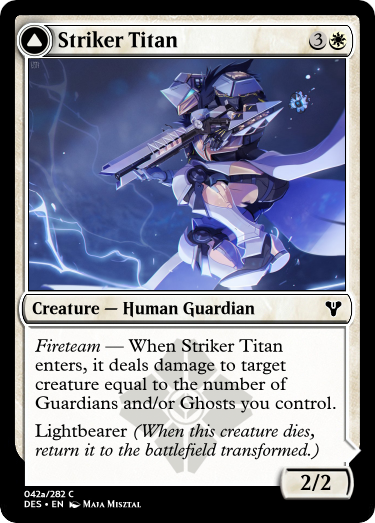 Striker Titan 3
Creature — Human Guardian
Fireteam — When Striker Titan
enters, it deals damage to target
creature equal to the number of
Guardians and/or Ghosts you control.
Lightbearer (When this creature dies,
return it to the battlefield transformed.)
2/2
042a/282 C
DES • EN Maja Misztal